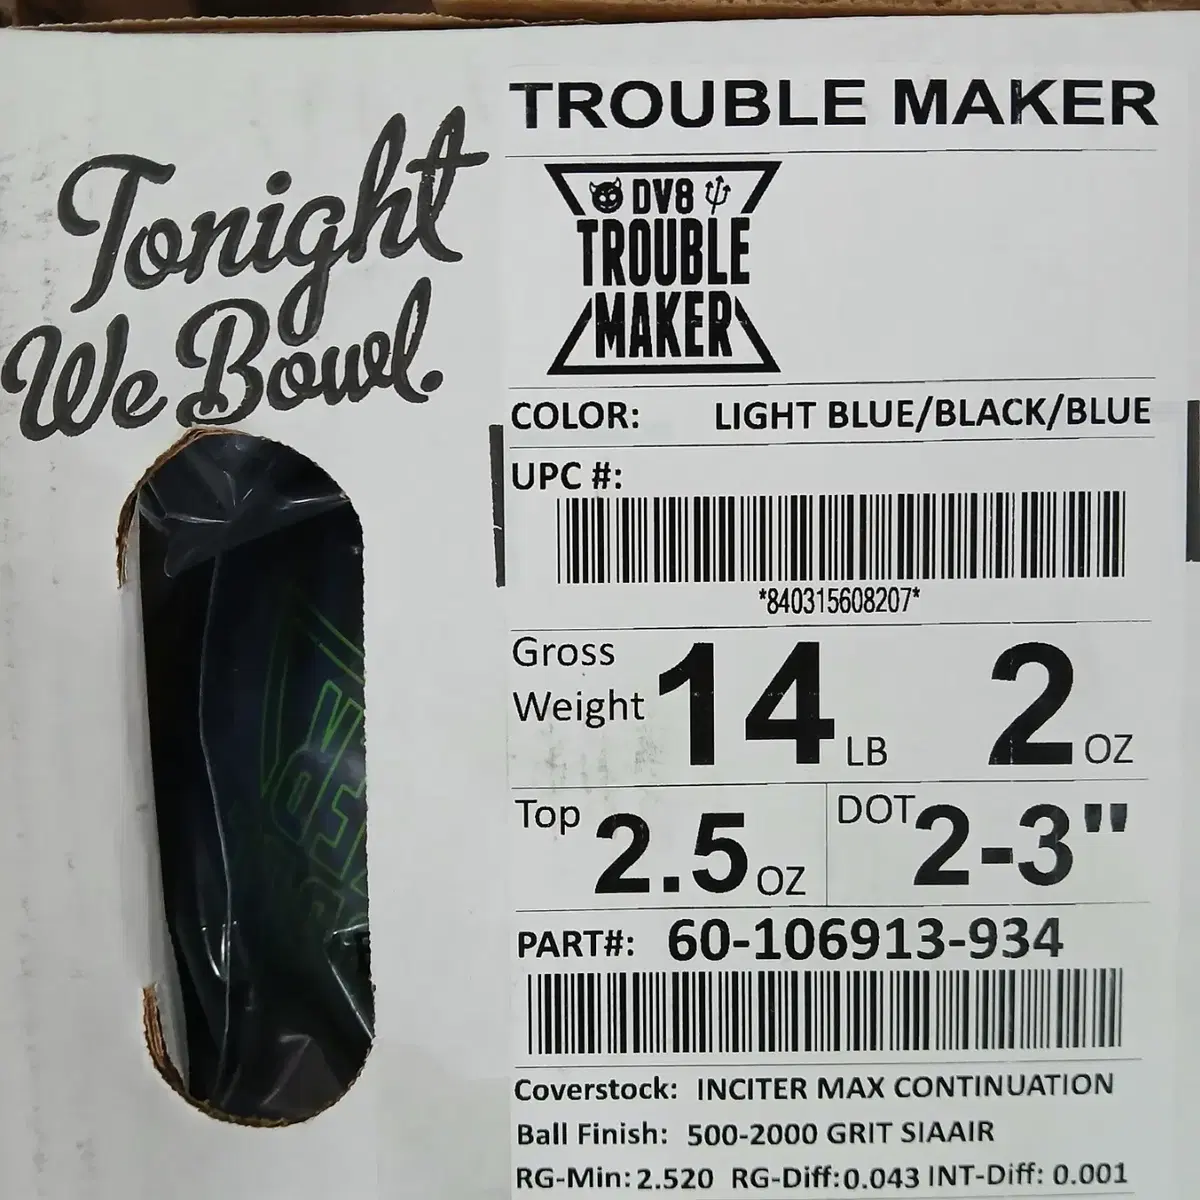 Tonight
We Bowl.
TROUBLE MAKER
DV8
TROUBLE
MAKER
COLOR: LIGHT BLUE/BLACK/BLUE
UPC #:
*840315608207*
Gross Weight 14 LB 2 OZ
Top 2.5 OZ DOT 2-3"
PART#: 60-106913-934
Coverstock: INCITER MAX CONTINUATION
Ball Finish: 500-2000 GRIT SIAAIR
RG-Min: 2.520 RG-Diff: 0.043 INT-Diff: 0.001